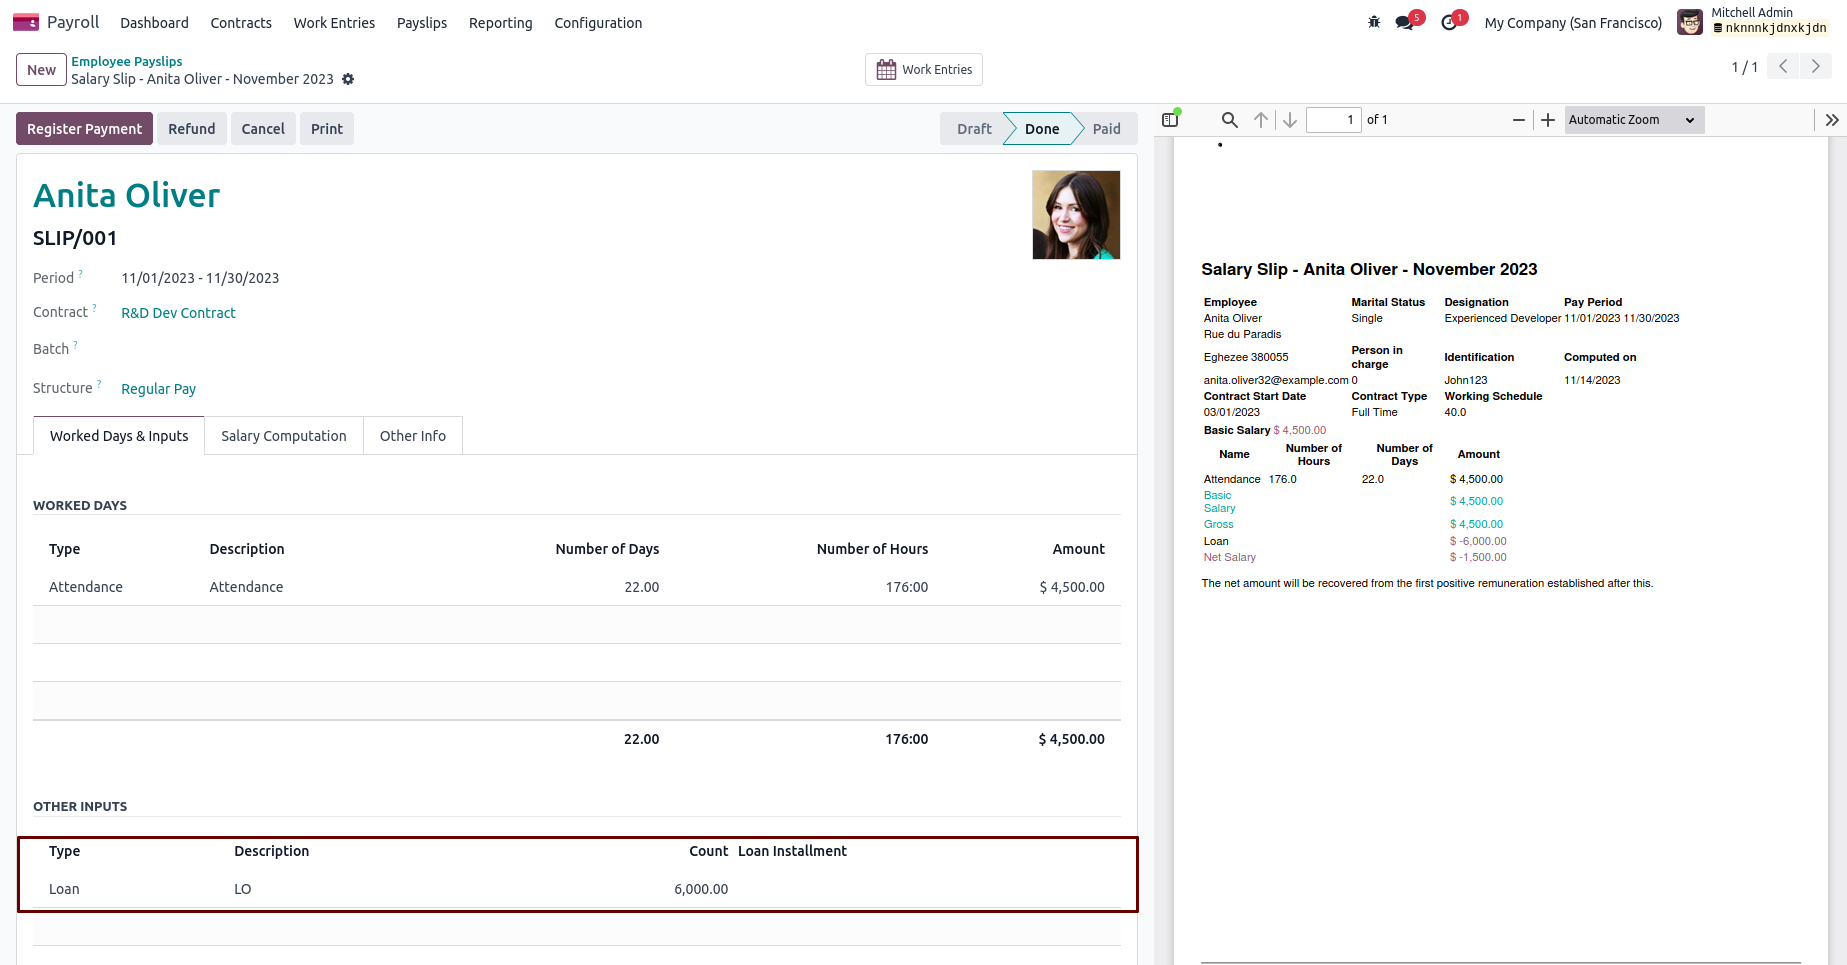 Payroll Dashboard Contracts Work Entries Payslips Reporting Configuration 5 1 My Company (San Francisco) Mitchell Admin
nknnnkjdnxkjdn
New Employee Payslips
Salary Slip - Anita Oliver - November 2023
Work Entries
1 / 1
Register Payment Refund Cancel Print Draft Done Paid
Anita Oliver
SLIP/001
Period ? 11/01/2023 - 11/30/2023
Contract ? R&D Dev Contract
Batch ?
Structure ? Regular Pay
Worked Days & Inputs Salary Computation Other Info
WORKED DAYS
Type Description Number of Days Number of Hours Amount
Attendance Attendance 22.00 176:00 $ 4,500.00
22.00 176:00 $ 4,500.00
OTHER INPUTS
Type Description Count Loan Installment
Loan LO 6,000.00
1 of 1 Automatic Zoom
Salary Slip - Anita Oliver - November 2023
Employee Marital Status Designation Pay Period
Anita Oliver Single Experienced Developer 11/01/2023 11/30/2023
Rue du Paradis
Eghezee 380055 Person in charge Identification Computed on
anita.oliver32@example.com 0 John123 11/14/2023
Contract Start Date Contract Type Working Schedule
03/01/2023 Full Time 40.0
Basic Salary $ 4,500.00
Name Number of Hours Number of Days Amount
Attendance 176.0 22.0 $ 4,500.00
Basic Salary $ 4,500.00
Gross $ 4,500.00
Loan $ -6,000.00
Net Salary $ -1,500.00
The net amount will be recovered from the first positive remuneration established after this.